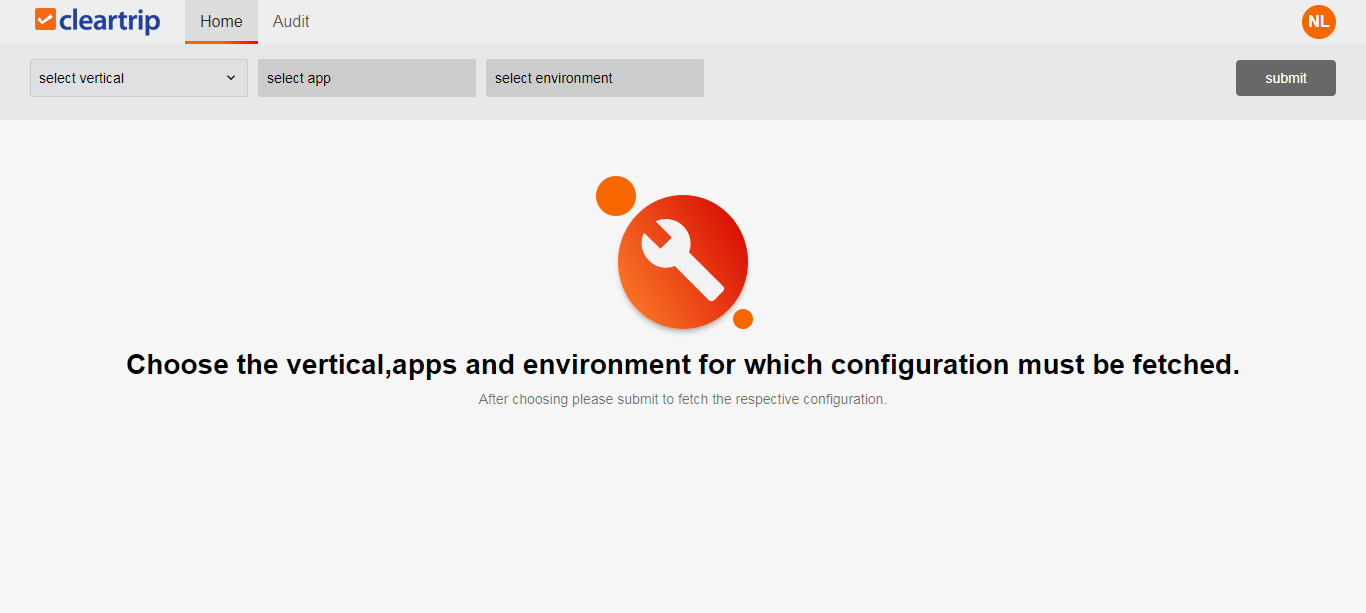 cleartrip Home Audit NL
select vertical select app select environment submit
Choose the vertical,apps and environment for which configuration must be fetched.
After choosing please submit to fetch the respective configuration.